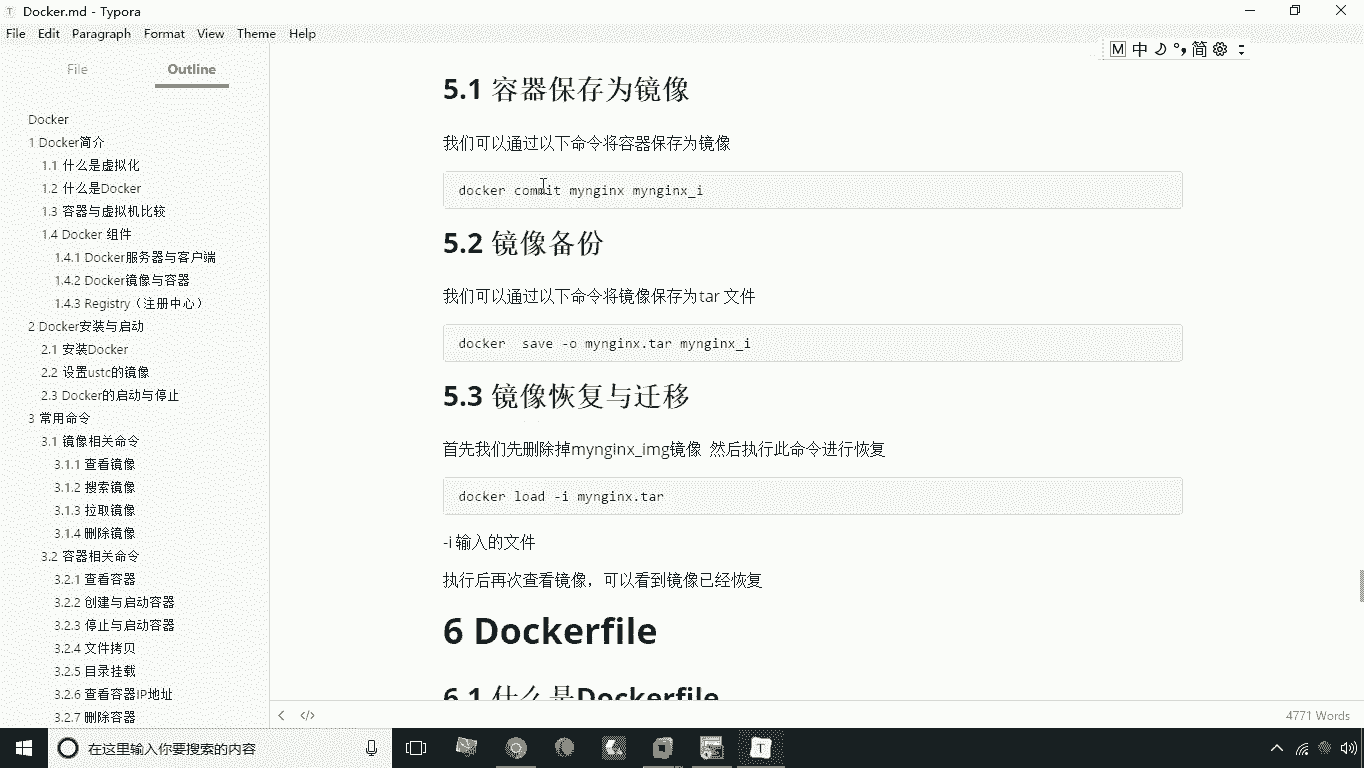 Docker.md - Typora
File Edit Paragraph Format View Theme Help
M 中 简
File Outline
Docker
1 Docker简介
1.1 什么是虚拟化
1.2 什么是Docker
1.3 容器与虚拟机比较
1.4 Docker 组件
1.4.1 Docker服务器与客户端
1.4.2 Docker镜像与容器
1.4.3 Registry（注册中心）
2 Docker安装与启动
2.1 安装Docker
2.2 设置ustc的镜像
2.3 Docker的启动与停止
3 常用命令
3.1 镜像相关命令
3.1.1 查看镜像
3.1.2 搜索镜像
3.1.3 拉取镜像
3.1.4 删除镜像
3.2 容器相关命令
3.2.1 查看容器
3.2.2 创建与启动容器
3.2.3 停止与启动容器
3.2.4 文件拷贝
3.2.5 目录挂载
3.2.6 查看容器IP地址
3.2.7 删除容器
5.1 容器保存为镜像
我们可以通过以下命令将容器保存为镜像
docker commit mynginx mynginx_i
5.2 镜像备份
我们可以通过以下命令将镜像保存为tar 文件
docker  save -o mynginx.tar mynginx_i
5.3 镜像恢复与迁移
首先我们先删除掉mynginx_img镜像 然后执行此命令进行恢复
docker load -i mynginx.tar
-i 输入的文件
执行后再次查看镜像，可以看到镜像已经恢复
6 Dockerfile
6.1 什么是Dockerfile
4771 Words
在这里输入你要搜索的内容
T